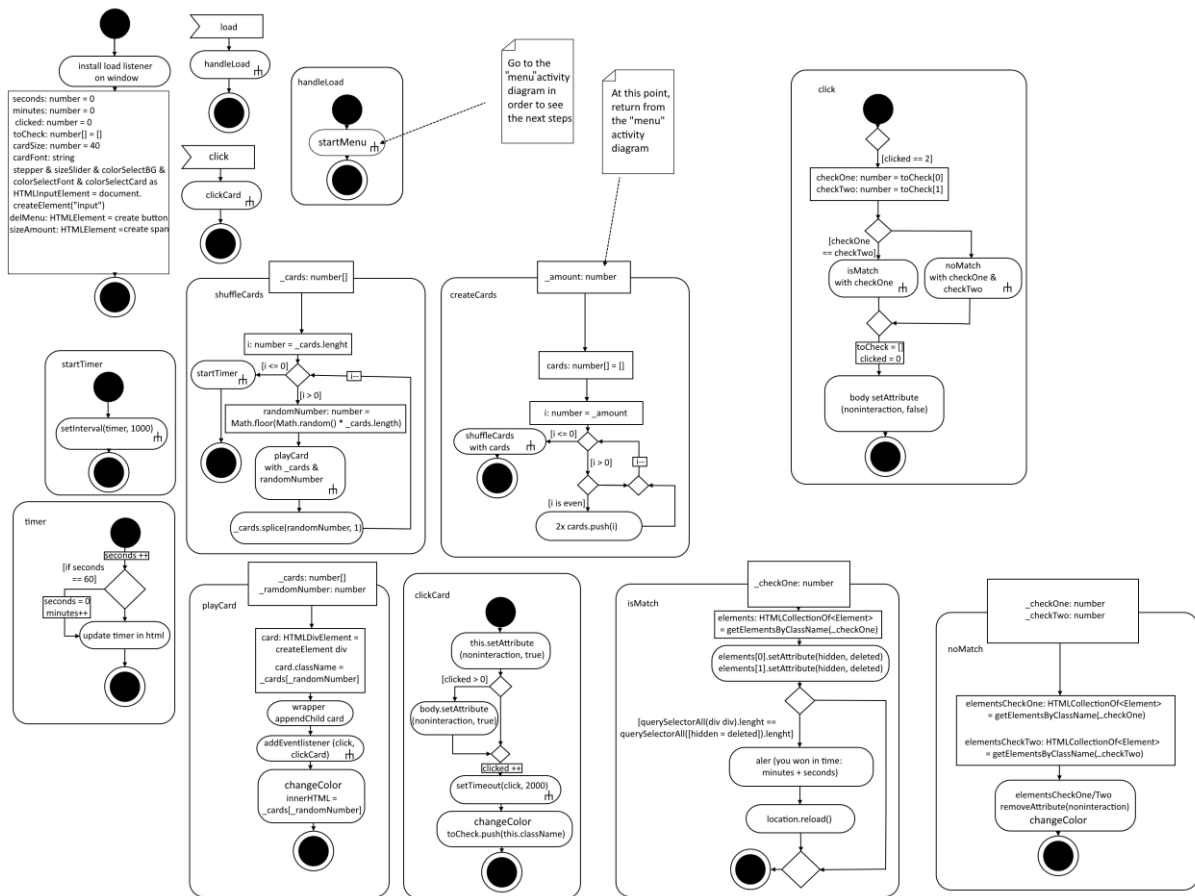 install load listener
on window
seconds: number = 0
minutes: number = 0
clicked: number = 0
toCheck: number[] = []
cardSize: number = 40
cardFont: string
stepper & sizeSlider & colorSelectBG &
colorSelectFont & colorSelectCard as
HTMLInputElement = document.
createElement("input")
delMenu: HTMLElement = create button
sizeAmount: HTMLElement =create span
load
handleLoad
click
clickCard
handleLoad
startMenu
Go to the
"menu"activity
diagram in
order to see
the next steps
At this point,
return from
the "menu"
activity
diagram
click
[clicked == 2]
checkOne: number = toCheck[0]
checkTwo: number = toCheck[1]
[checkOne
== checkTwo]
isMatch
with checkOne
noMatch
with checkOne &
checkTwo
toCheck = []
clicked = 0
body setAttribute
(noninteraction, false)
startTimer
setInterval(timer, 1000)
_cards: number[]
shuffleCards
i: number = _cards.lenght
[i <= 0]
startTimer
i--
[i > 0]
randomNumber: number =
Math.floor(Math.random() * _cards.length)
playCard
with _cards &
randomNumber
_cards.splice(randomNumber, 1)
_amount: number
createCards
cards: number[] = []
i: number = _amount
[i <= 0]
shuffleCards
with cards
[i > 0]
i--
[i is even]
2x cards.push(i)
timer
seconds ++
[if seconds
== 60]
seconds = 0
minutes++
update timer in html
_cards: number[]
_ramdomNumber: number
playCard
card: HTMLDivElement =
createElement div
card.className =
_cards[_randomNumber]
wrapper
appendChild card
addEventlistener (click,
clickCard)
changeColor
innerHTML =
_cards[_randomNumber]
clickCard
this.setAttribute
(noninteraction, true)
[clicked > 0]
body.setAttribute
(noninteraction, true)
clicked ++
setTimeout(click, 2000)
changeColor
toCheck.push(this.className)
_checkOne: number
isMatch
elements: HTMLCollectionOf<Element>
= getElementsByClassName(_checkOne)
elements[0].setAttribute(hidden, deleted)
elements[1].setAttribute(hidden, deleted)
[querySelectorAll(div div).lenght ==
querySelectorAll([hidden = deleted]).lenght]
aler (you won in time:
minutes + seconds)
location.reload()
_checkOne: number
_checkTwo: number
noMatch
elementsCheckOne: HTMLCollectionOf<Element>
= getElementsByClassName(_checkOne)
elementsCheckTwo: HTMLCollectionOf<Element>
= getElementsByClassName(_checkTwo)
elementsCheckOne/Two
removeAttribute(noninteraction)
changeColor